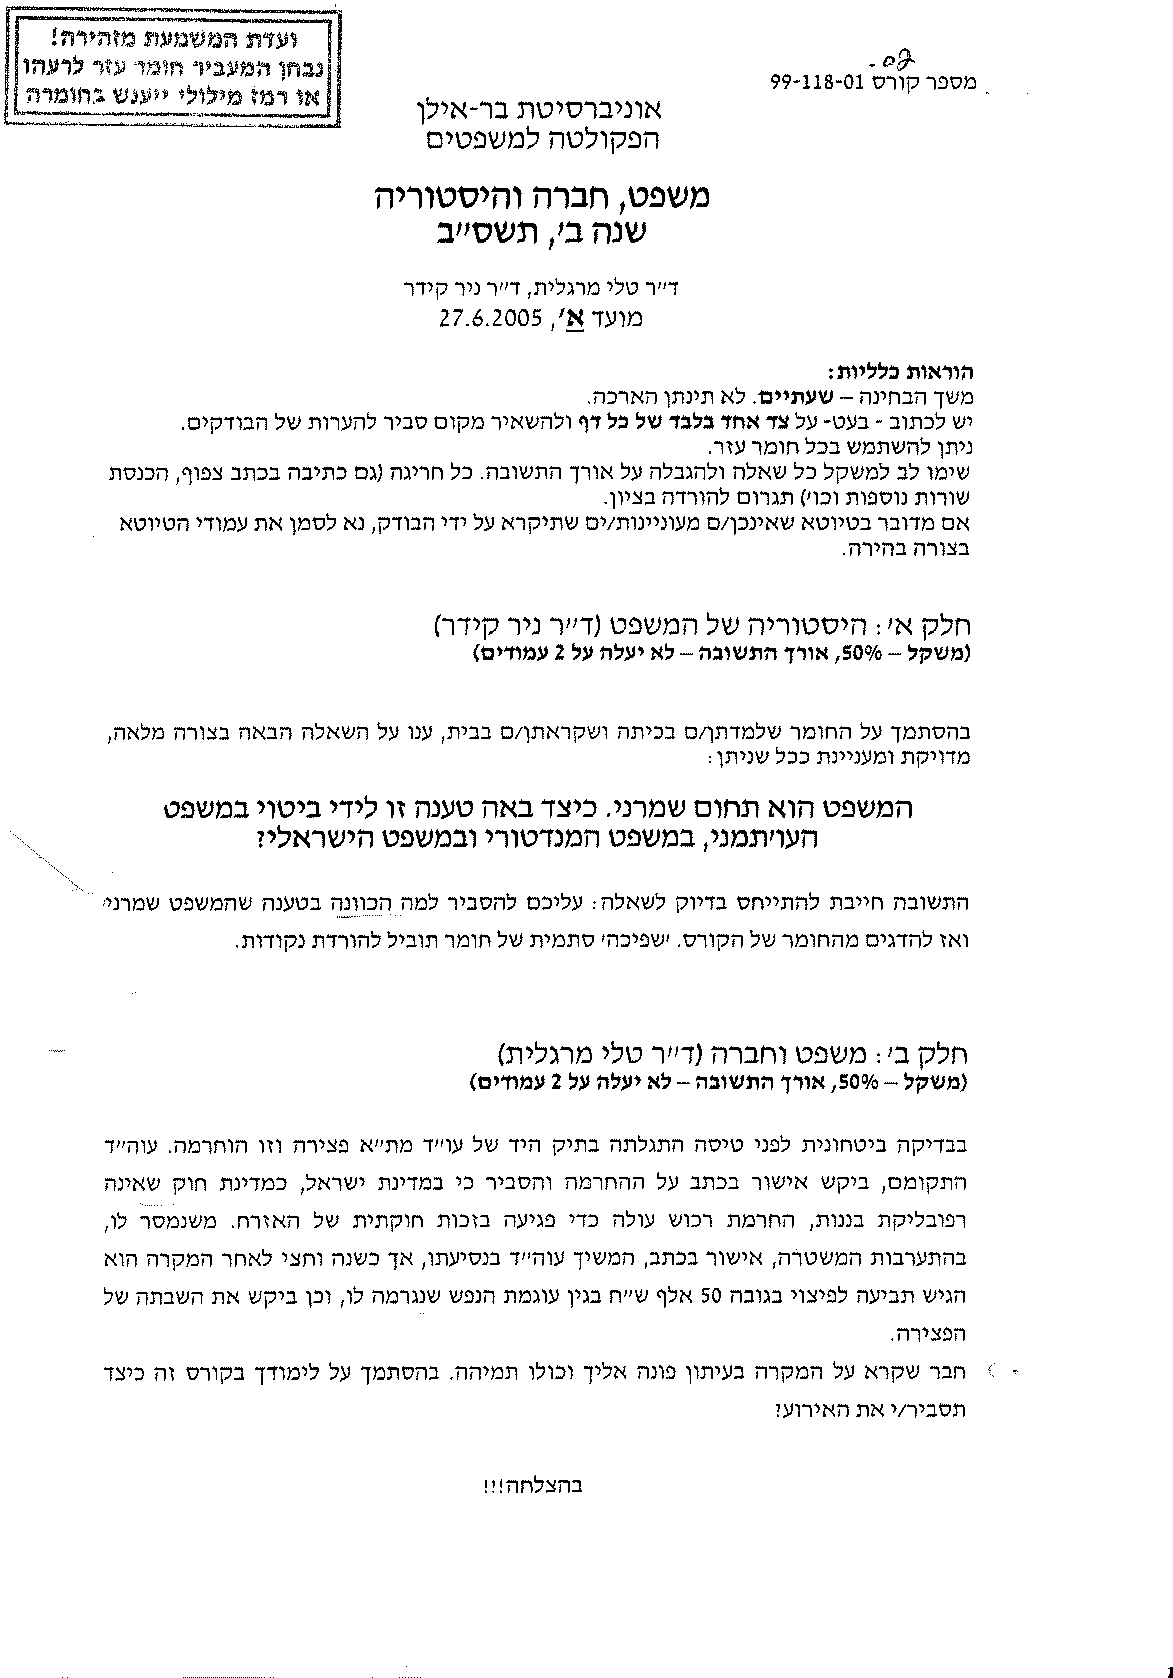 ועדת המשמעת מזהירה!
נבחן המעביר חומר עזר לרעהו
או רמז מילולי ייענש בחומרה
מספר קורס 99-118-01
אוניברסיטת בר-אילן
הפקולטה למשפטים
משפט, חברה והיסטוריה
שנה ב', תשס"ב
ד"ר טלי מרגלית, ד"ר ניר קידר
מועד א', 27.6.2005
הוראות כלליות:
משך הבחינה – שעתיים. לא תינתן הארכה.
יש לכתוב - בעט- על צד אחד בלבד של כל דף ולהשאיר מקום סביר להערות של הבודקים.
ניתן להשתמש בכל חומר עזר.
שימו לב למשקל כל שאלה ולהגבלה על אורך התשובה. כל חריגה (גם כתיבה בכתב צפוף, הכנסת
שורות נוספות וכו') תגרום להורדה בציון.
אם מדובר בטיוטא שאינכן/ם מעוניינות/ים שתיקרא על ידי הבודק, נא לסמן את עמודי הטיוטא
בצורה בהירה.
חלק א': היסטוריה של המשפט (ד"ר ניר קידר)
(משקל – 50%, אורך התשובה – לא יעלה על 2 עמודים)
בהסתמך על החומר שלמדתן/ם בכיתה ושקראתן/ם בבית, ענו על השאלה הבאה בצורה מלאה,
מדויקת ומעניינת ככל שניתן:
המשפט הוא תחום שמרני. כיצד באה טענה זו לידי ביטוי במשפט
העו'תמני, במשפט המנדטורי ובמשפט הישראלי?
התשובה חייבת להתייחס בדיוק לשאלה: עליכם להסביר למה הכוונה בטענה שהמשפט שמרני
ואז להדגים מהחומר של הקורס. 'שפיכה' סתמית של חומר תוביל להורדת נקודות.
חלק ב': משפט וחברה (ד"ר טלי מרגלית)
(משקל – 50%, אורך התשובה – לא יעלה על 2 עמודים)
בבדיקה ביטחונית לפני טיסה התגלתה בתיק היד של עו"ד מת"א פצירה וזו הוחרמה. עוה"ד
התקומם, ביקש אישור בכתב על ההחרמה והסביר כי במדינת ישראל, כמדינת חוק שאינה
רפובליקת בננות, החרמת רכוש עולה כדי פגיעה בזכות חוקתית של האזרח. משנמסר לו,
בהתערבות המשטרה, אישור בכתב, המשיך עוה"ד בנסיעתו, אך כשנה וחצי לאחר המקרה הוא
הגיש תביעה לפיצוי בגובה 50 אלף ש"ח בגין עוגמת הנפש שנגרמה לו, וכן ביקש את השבתה של
הפצירה.
חבר שקרא על המקרה בעיתון פונה אליך וכולו תמיהה. בהסתמך על לימודך בקורס זה כיצד
תסביר/י את האירוע?
בהצלחה!!!